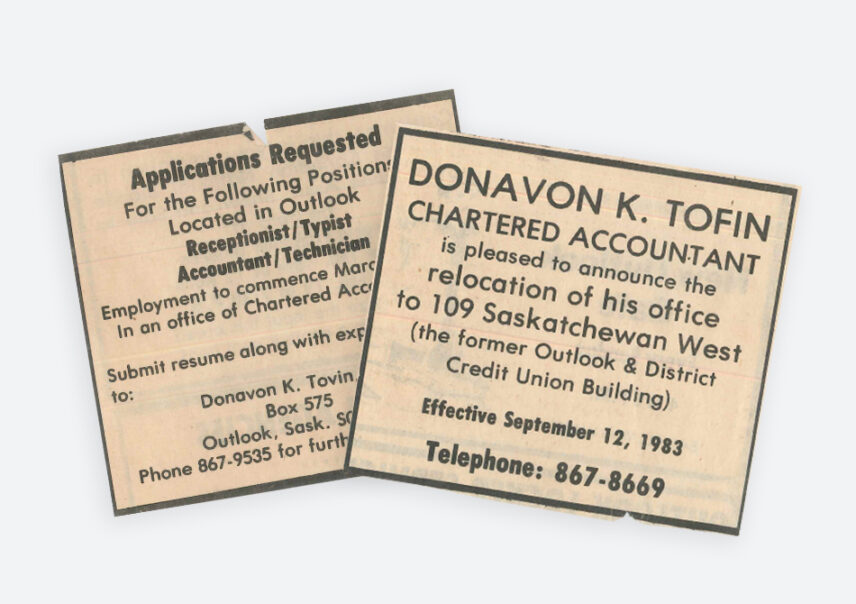 Applications Requested
For the Following Positions
Located in Outlook
Receptionist/Typist
Accountant/Technician
Employment to commence
In an office of Chartered
Submit resume along with
to:
Donavon K. Tovin
Box 575
Outlook, Sask.
Phone 867-9535 for
DONAVON K. TOFIN
CHARTERED ACCOUNTANT
is pleased to announce the
relocation of his office
to 109 Saskatchewan West
(the former Outlook & District
Credit Union Building)
Effective September 12, 1983
Telephone: 867-8669